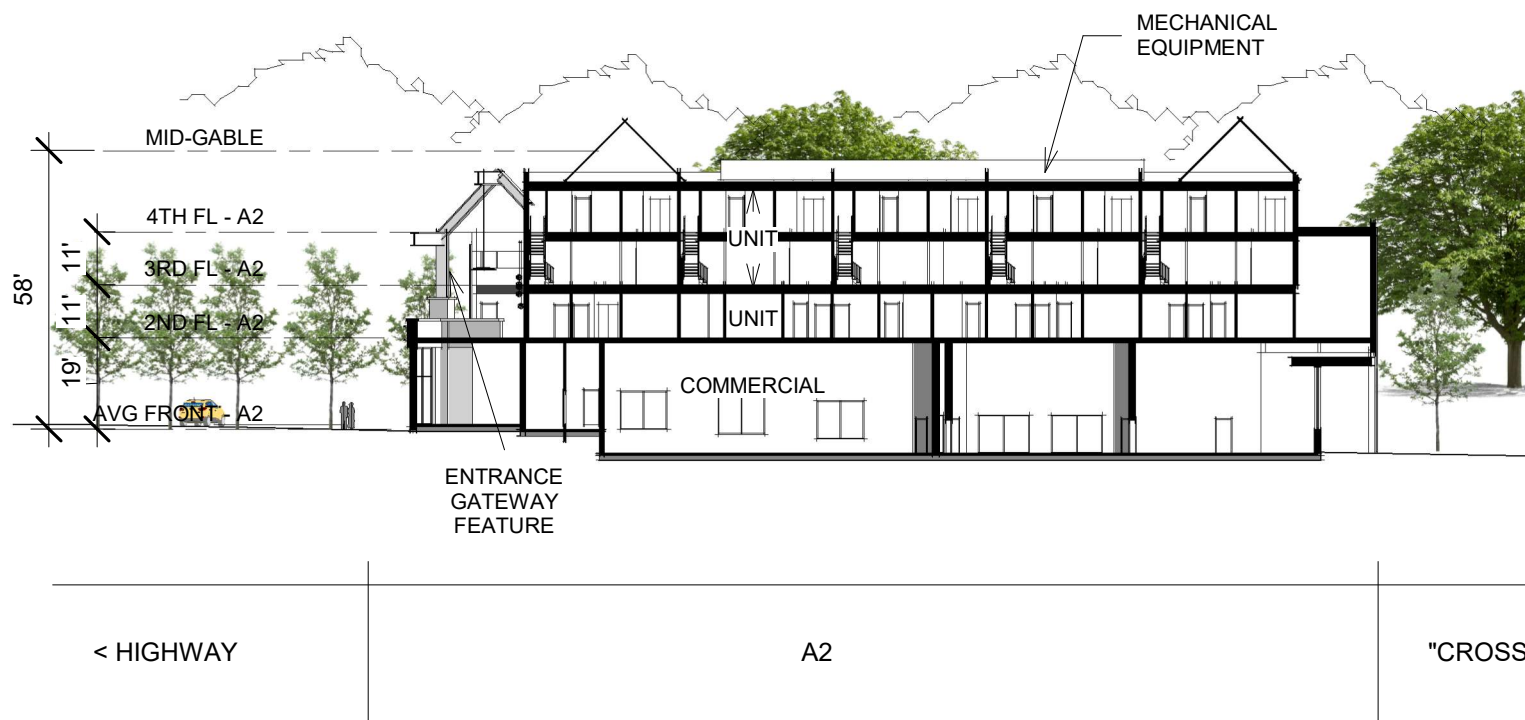 MECHANICAL
EQUIPMENT
MID-GABLE
4TH FL - A2
11'
UNIT
3RD FL - A2
58'
11'
2ND FL - A2
UNIT
19'
COMMERCIAL
AVG FRONT - A2
ENTRANCE
GATEWAY
FEATURE
< HIGHWAY
A2
"CROSS